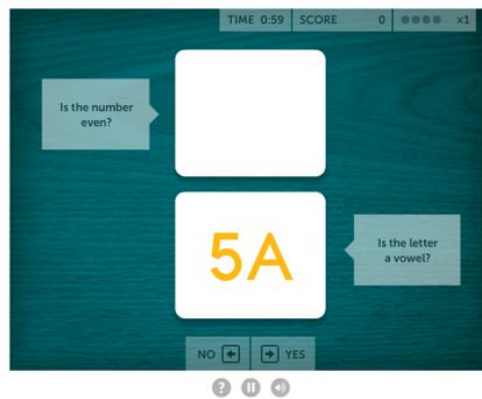 TIME 0:59 SCORE 0 x1
Is the number
even?
5A
Is the letter
a vowel?
NO YES
?